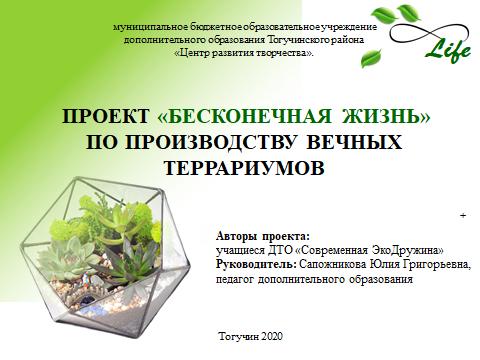 муниципальное бюджетное образовательное учреждение
дополнительного образования Тогучинского района
«Центр развития творчества».
Life
ПРОЕКТ «БЕСКОНЕЧНАЯ ЖИЗНЬ»
ПО ПРОИЗВОДСТВУ ВЕЧНЫХ
ТЕРРАРИУМОВ
+
Авторы проекта:
учащиеся ДТО «Современная ЭкоДружина»
Руководитель: Сапожникова Юлия Григорьевна,
педагог дополнительного образования
Тогучин 2020